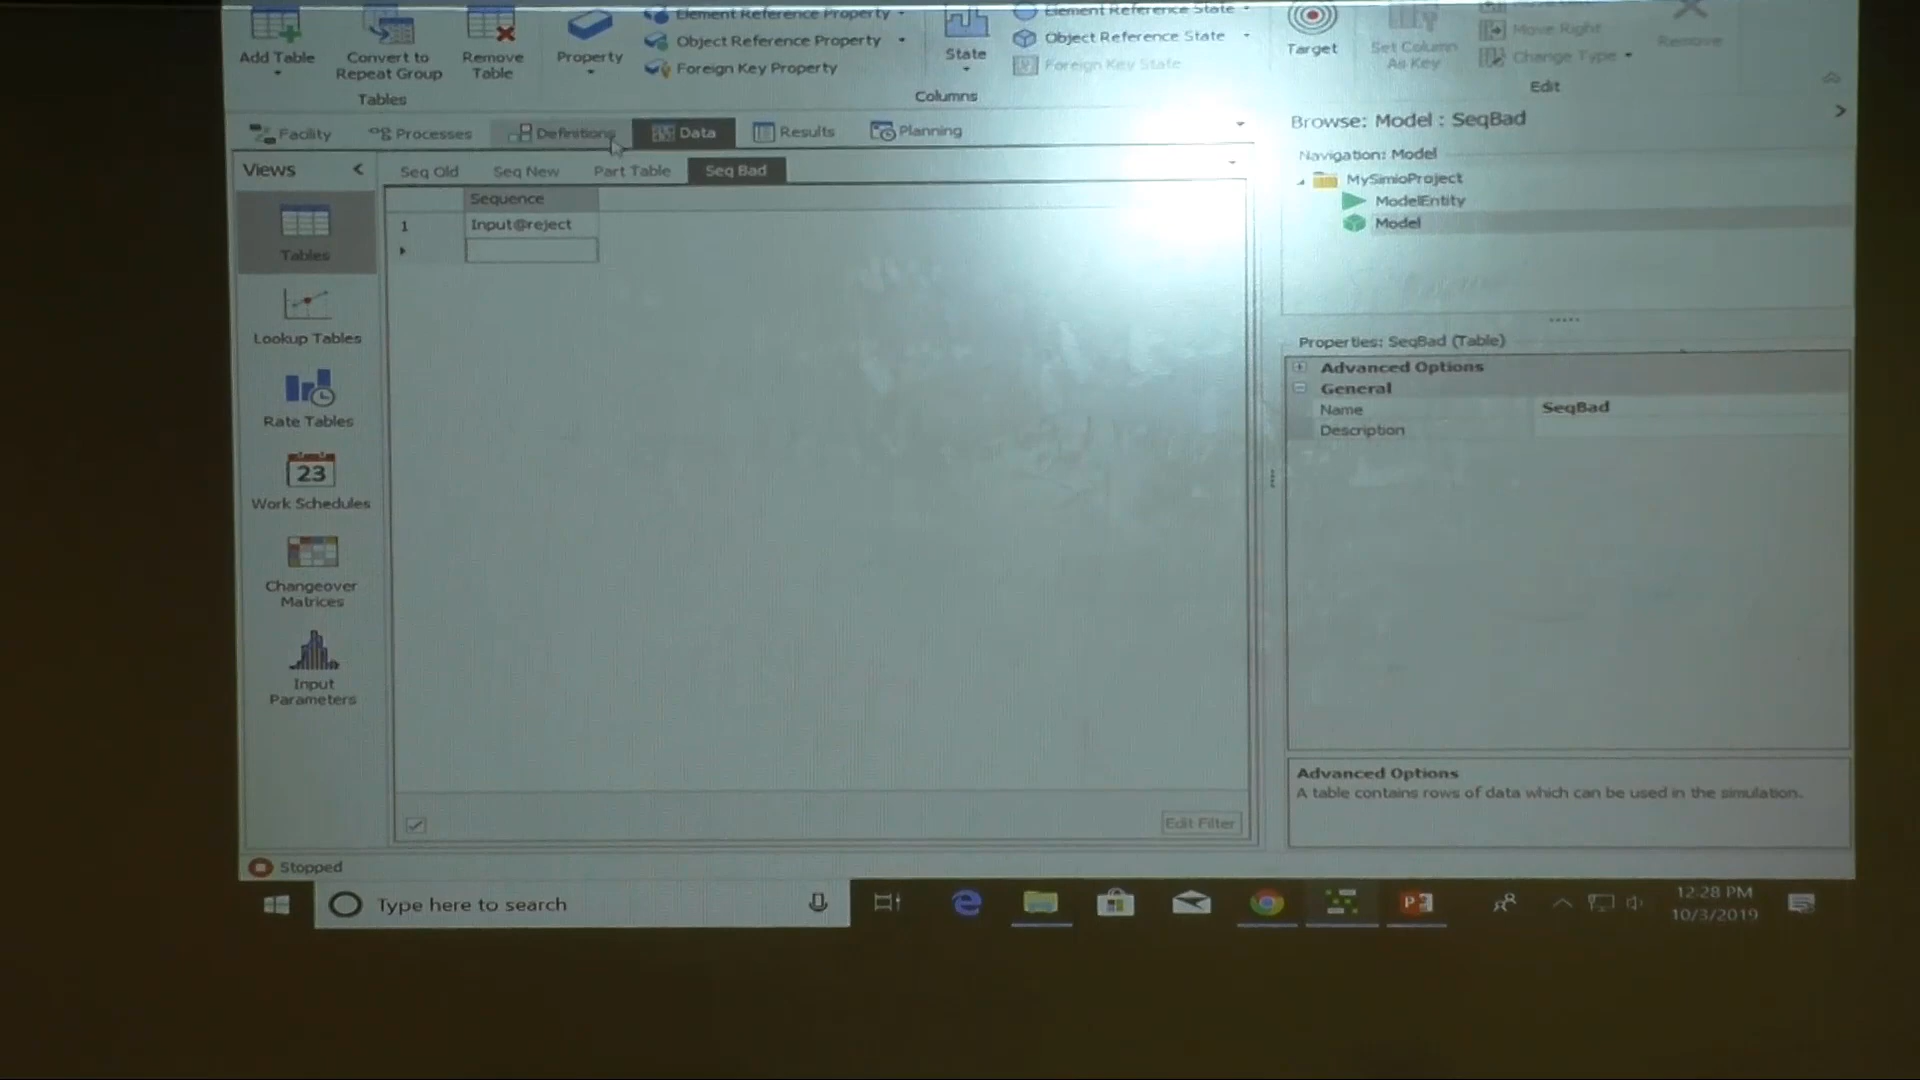 Element Reference Property
Element Reference State
Add Table
Convert to
Repeat Group
Remove
Table
Property
Object Reference Property
Foreign Key Property
State
Object Reference State
Foreign Key State
Target
Set Column
As Key
Move Right
Change Type
Remove
Tables
Columns
Edit
Facility
Processes
Definitions
Data
Results
Planning
Browse: Model : SeqBad
Views
Seq Old
Seq New
Part Table
Seq Bad
Navigation: Model
MySimioProject
ModelEntity
Model
Sequence
1
Input@reject
Tables
Lookup Tables
Rate Tables
23
Work Schedules
Changeover
Matrices
Input
Parameters
Properties: SeqBad (Table)
Advanced Options
General
Name
SeqBad
Description
Advanced Options
A table contains rows of data which can be used in the simulation.
Edit Filter
Stopped
Type here to search
12:28 PM
10/3/2019